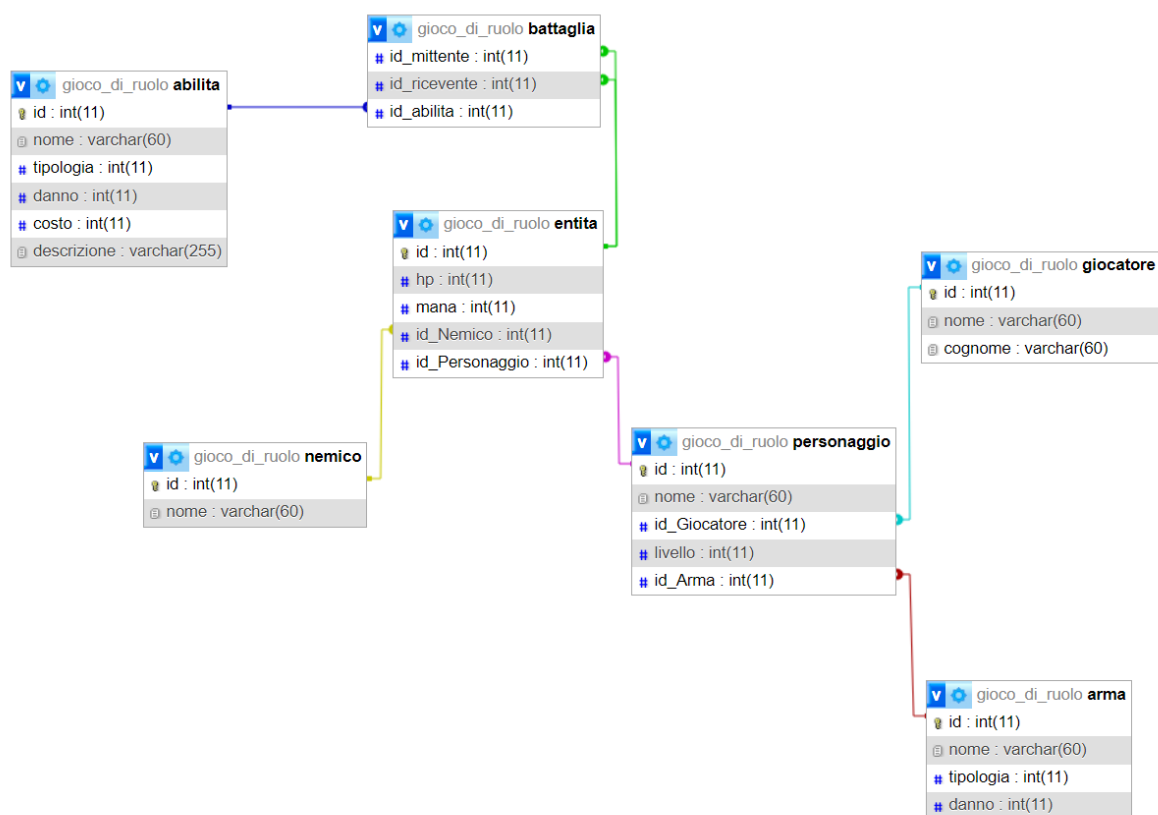 gioco_di_ruolo battaglia
# id_mittente : int(11)
# id_ricevente : int(11)
# id_abilita : int(11)
gioco_di_ruolo abilita
id : int(11)
nome : varchar(60)
# tipologia : int(11)
# danno : int(11)
# costo : int(11)
descrizione : varchar(255)
gioco_di_ruolo entita
id : int(11)
# hp : int(11)
# mana : int(11)
# id_Nemico : int(11)
# id_Personaggio : int(11)
gioco_di_ruolo giocatore
id : int(11)
nome : varchar(60)
cognome : varchar(60)
gioco_di_ruolo nemico
id : int(11)
nome : varchar(60)
gioco_di_ruolo personaggio
id : int(11)
nome : varchar(60)
# id_Giocatore : int(11)
# livello : int(11)
# id_Arma : int(11)
gioco_di_ruolo arma
id : int(11)
nome : varchar(60)
# tipologia : int(11)
# danno : int(11)